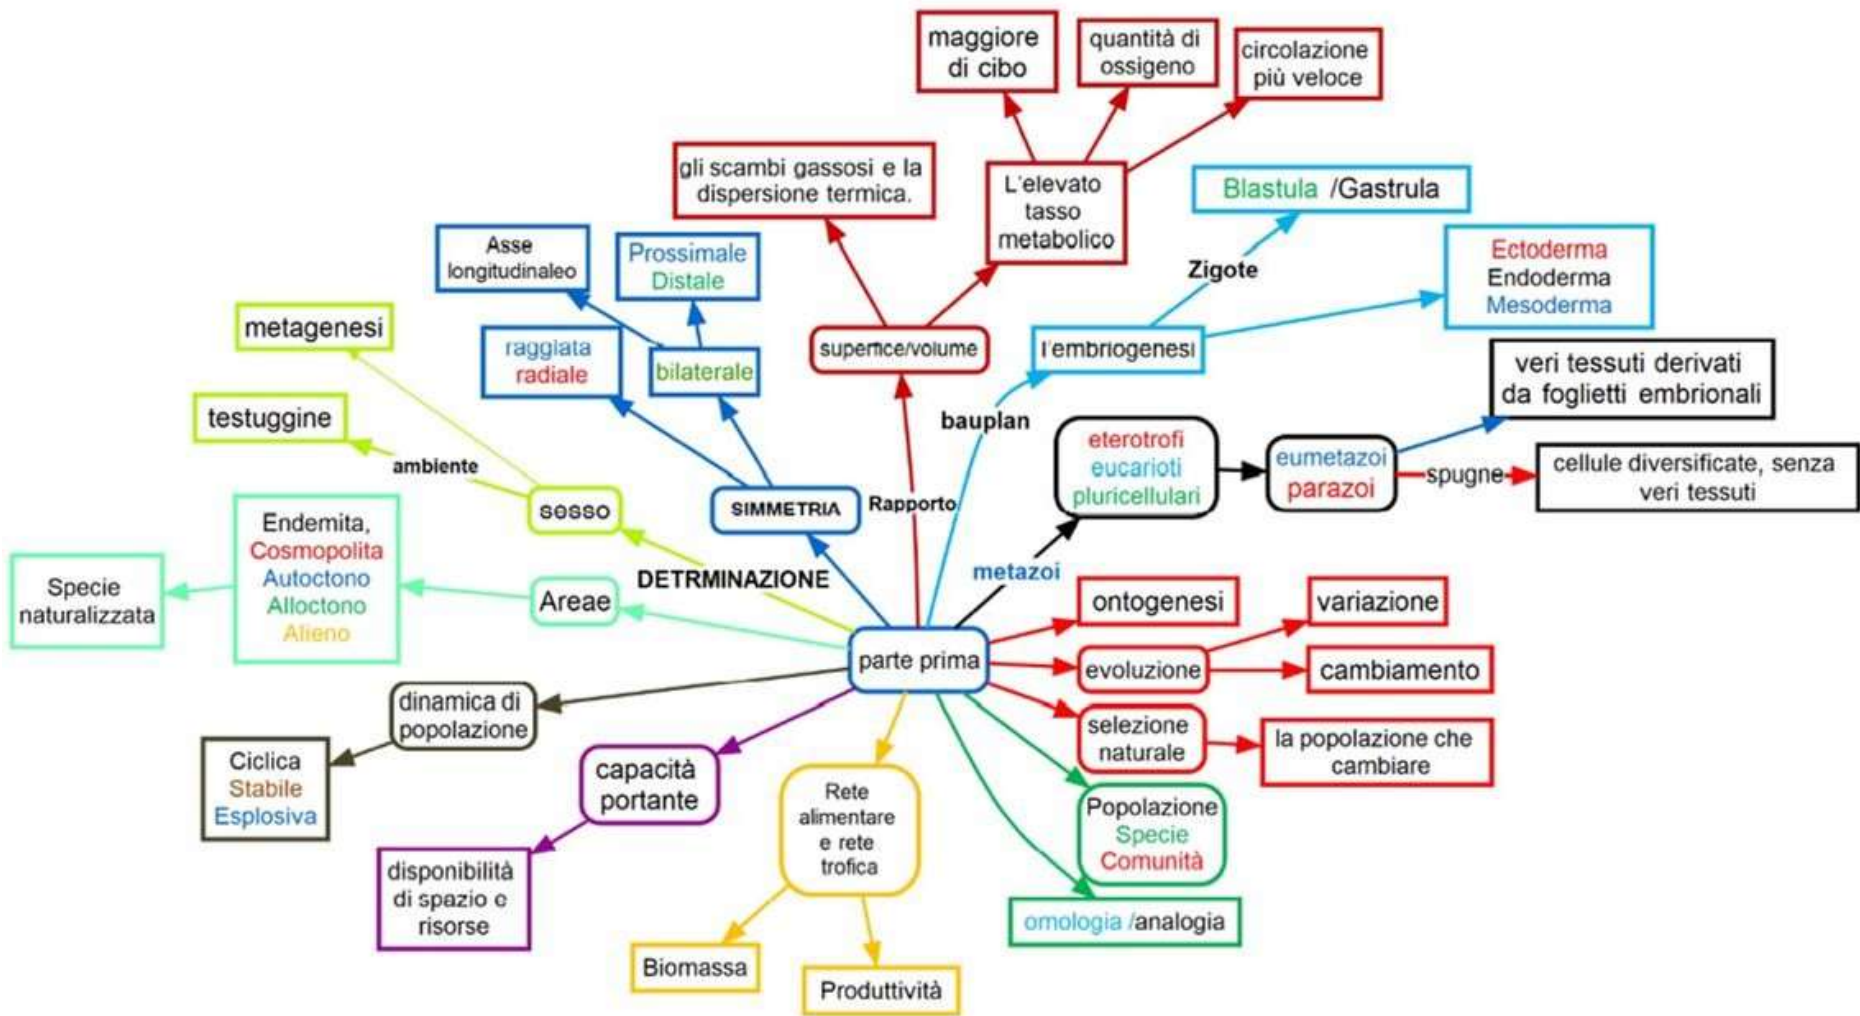 maggiore
di cibo
quantità di
ossigeno
circolazione
più veloce
gli scambi gassosi e la
dispersione termica.
L'elevato
tasso
metabolico
Blastula /Gastrula
Zigote
Ectoderma
Endoderma
Mesoderma
Asse
longitudinaleo
Prossimale
Distale
metagenesi
raggiata
radiale
bilaterale
superfice/volume
l'embriogenesi
veri tessuti derivati
da foglietti embrionali
testuggine
ambiente
bauplan
eterotrofi
eucarioti
pluricellulari
eumetazoi
parazoi
spugne
cellule diversificate, senza
veri tessuti
sesso
SIMMETRIA
Rapporto
Endemita,
Cosmopolita
Autoctono
Alloctono
Alieno
Specie
naturalizzata
Areae
DETRMINAZIONE
metazoi
ontogenesi
variazione
parte prima
evoluzione
cambiamento
dinamica di
popolazione
selezione
naturale
la popolazione che
cambiare
Ciclica
Stabile
Esplosiva
capacità
portante
Rete
alimentare
e rete
trofica
Popolazione
Specie
Comunità
disponibilità
di spazio e
risorse
omologia /analogia
Biomassa
Produttività